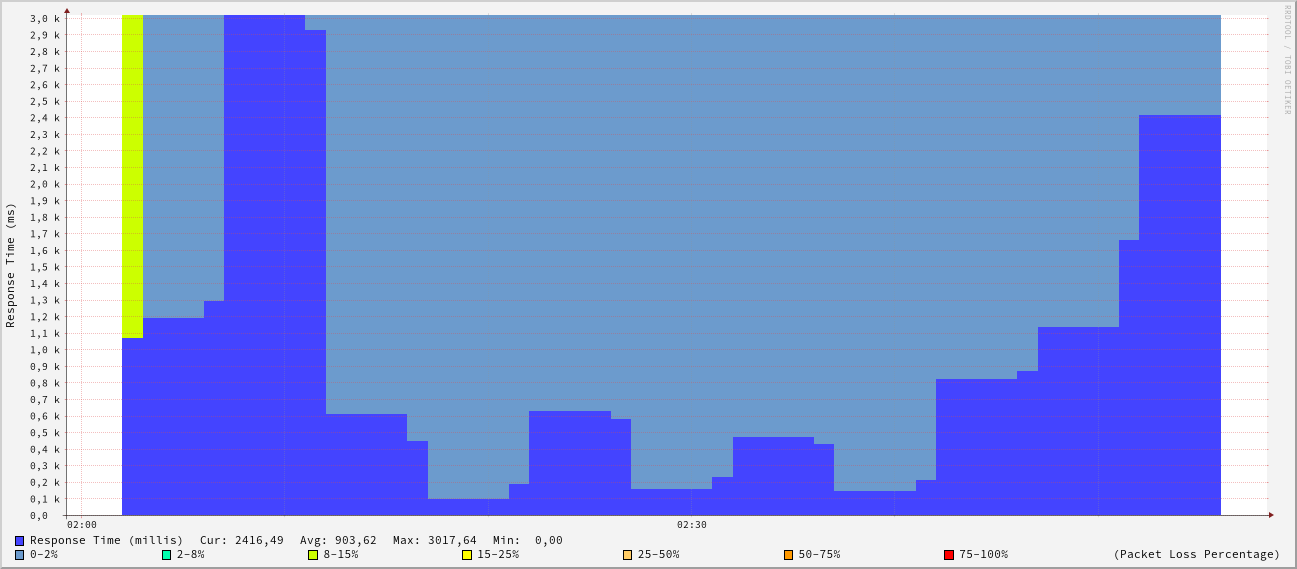 RRDTOOL / TOBI OETIKER
Response Time (ms)
3,0 k
2,9 k
2,8 k
2,7 k
2,6 k
2,5 k
2,4 k
2,3 k
2,2 k
2,1 k
2,0 k
1,9 k
1,8 k
1,7 k
1,6 k
1,5 k
1,4 k
1,3 k
1,2 k
1,1 k
1,0 k
0,9 k
0,8 k
0,7 k
0,6 k
0,5 k
0,4 k
0,3 k
0,2 k
0,1 k
0,0
02:00 02:30
Response Time (millis) Cur: 2416,49 Avg: 903,62 Max: 3017,64 Min: 0,00
0-2% 2-8% 8-15% 15-25% 25-50% 50-75% 75-100% (Packet Loss Percentage)